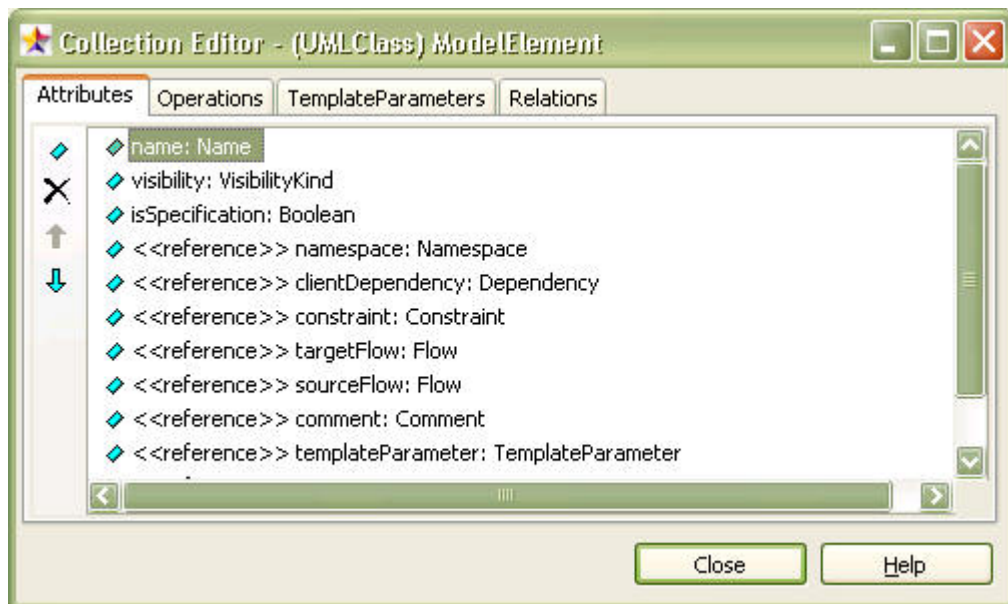 Collection Editor - (UMLClass) ModelElement
Attributes Operations TemplateParameters Relations
name: Name
visibility: VisibilityKind
isSpecification: Boolean
<<reference>> namespace: Namespace
<<reference>> clientDependency: Dependency
<<reference>> constraint: Constraint
<<reference>> targetFlow: Flow
<<reference>> sourceFlow: Flow
<<reference>> comment: Comment
<<reference>> templateParameter: TemplateParameter
Close Help